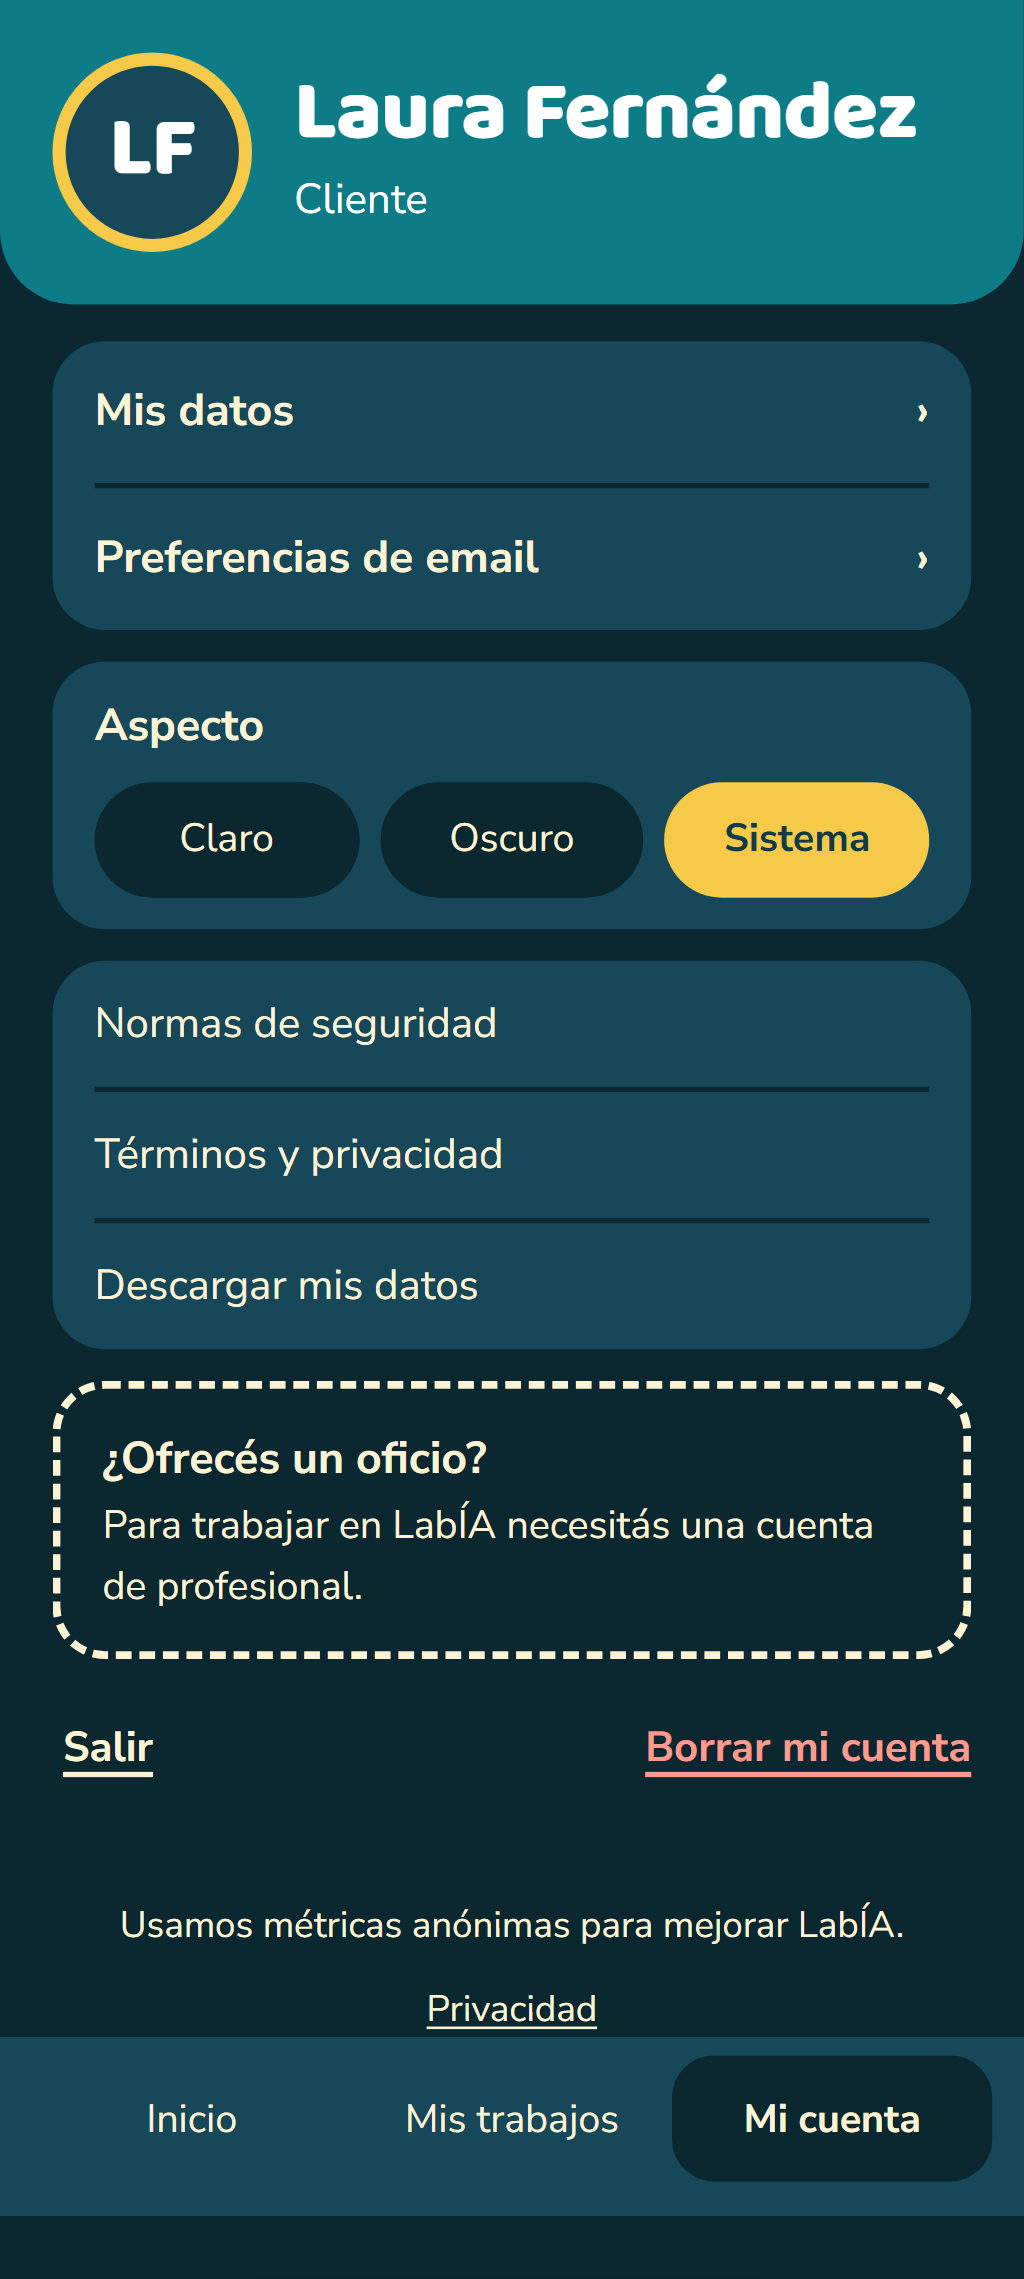 LF
Laura Fernández
Cliente
Mis datos ›
Preferencias de email ›
Aspecto
Claro Oscuro Sistema
Normas de seguridad
Términos y privacidad
Descargar mis datos
¿Ofrecés un oficio?
Para trabajar en LabÍA necesitás una cuenta
de profesional.
Salir Borrar mi cuenta
Usamos métricas anónimas para mejorar LabÍA.
Privacidad
Inicio Mis trabajos Mi cuenta